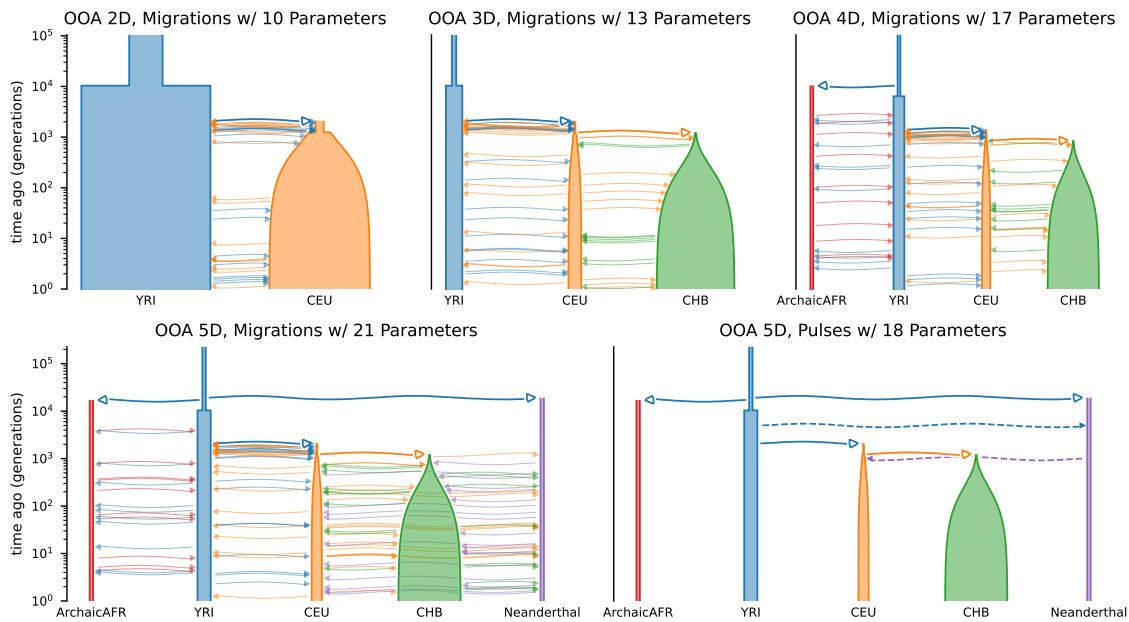 OOA 2D, Migrations w/ 10 Parameters
OOA 3D, Migrations w/ 13 Parameters
OOA 4D, Migrations w/ 17 Parameters
time ago (generations)
10⁵
10⁴
10³
10²
10¹
10⁰
YRI
CEU
YRI
CEU
CHB
ArchaicAFR
YRI
CEU
CHB
OOA 5D, Migrations w/ 21 Parameters
OOA 5D, Pulses w/ 18 Parameters
time ago (generations)
10⁵
10⁴
10³
10²
10¹
10⁰
ArchaicAFR
YRI
CEU
CHB
Neanderthal
ArchaicAFR
YRI
CEU
CHB
Neanderthal